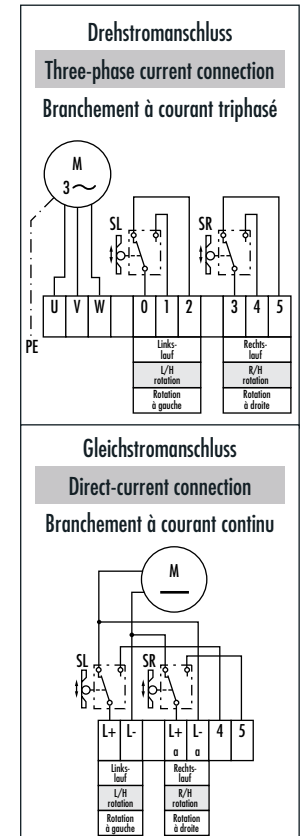 Drehstromanschluss
Three-phase current connection
Branchement à courant triphasé
M
3~
SL SR
U V W 0 1 2 3 4 5
PE
Links-
lauf
L/H
rotation
Rotation
à gauche
Rechts-
lauf
R/H
rotation
Rotation
à droite
Gleichstromanschluss
Direct-current connection
Branchement à courant continu
M
SL SR
L+ L- L+ L- 4 5
a a
Links-
lauf
L/H
rotation
Rotation
à gauche
Rechts-
lauf
R/H
rotation
Rotation
à droite